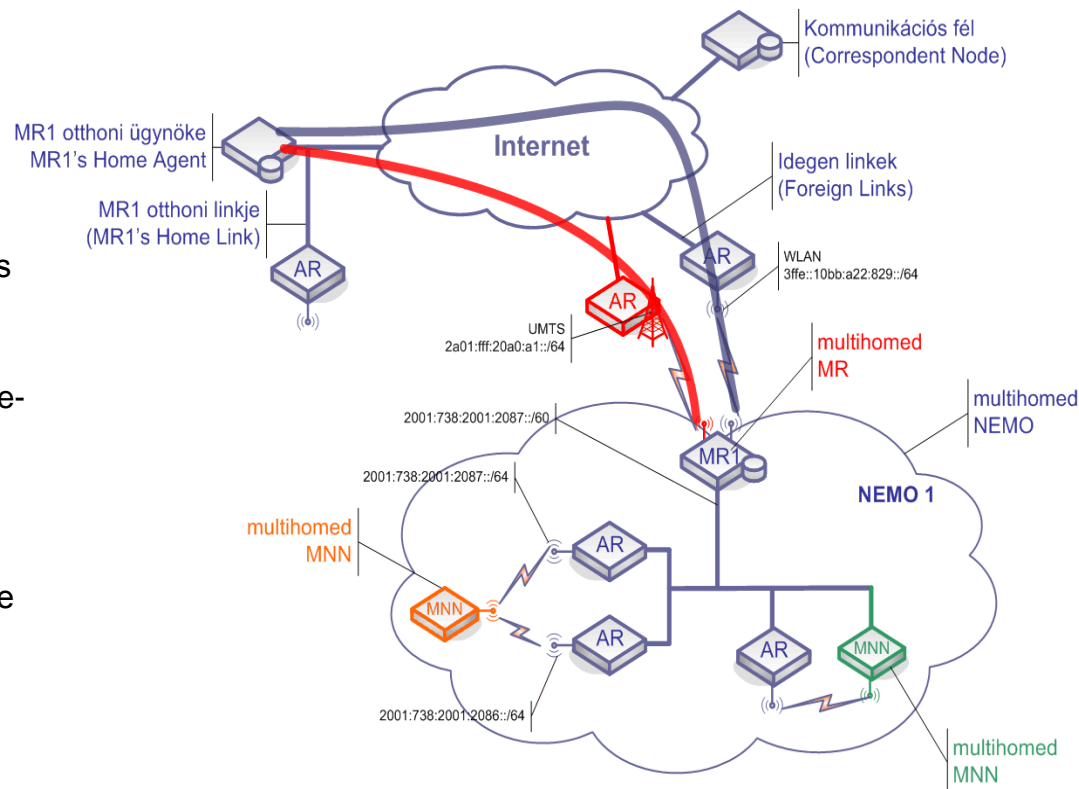 Kommunikációs fél
(Correspondent Node)
MR1 otthoni ügynöke
MR1's Home Agent
Internet
Idegen linkek
(Foreign Links)
MR1 otthoni linkje
(MR1's Home Link)
AR
AR
WLAN
3ffe::10bb:a22:829::/64
s
AR
UMTS
2a01:fff:20a0:a1::/64
multihomed
MR
e-
multihomed
NEMO
2001:738:2001:2087::/60
MR1
2001:738:2001:2087::/64
NEMO 1
multihomed
MNN
AR
e
MNN
AR
AR
MNN
2001:738:2001:2086::/64
multihomed
MNN